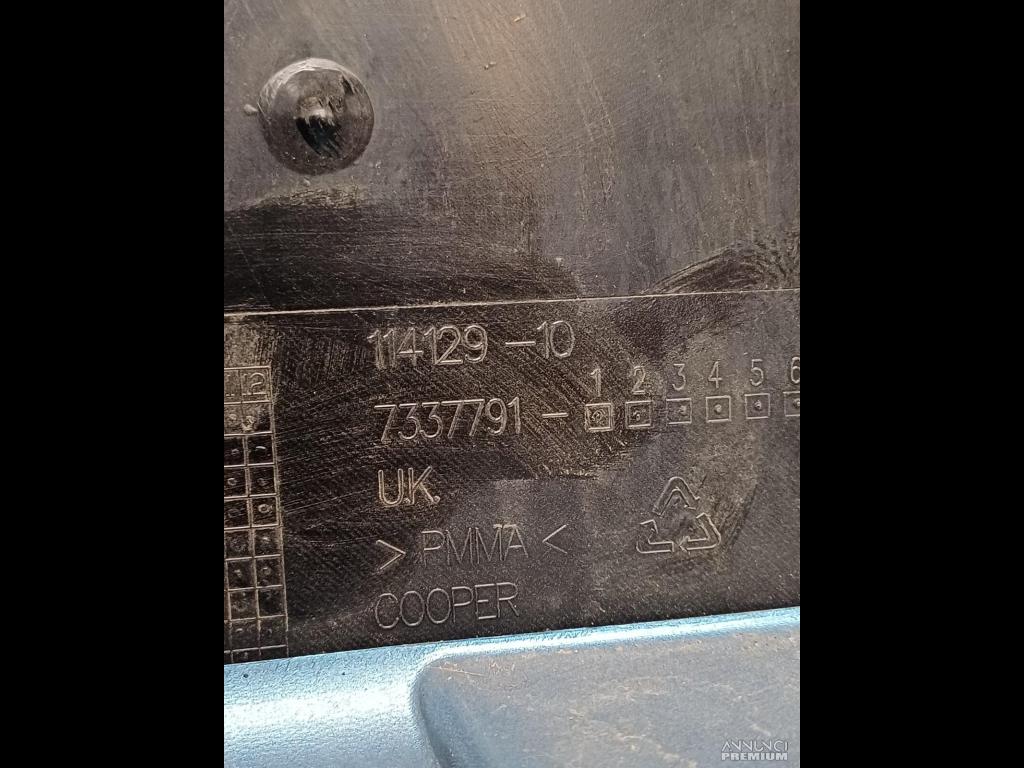 114129-10
1 2 3 4 5 6
7337791-
U.K.
> PMMA <
COOPER
ANNUNCI
PREMIUM